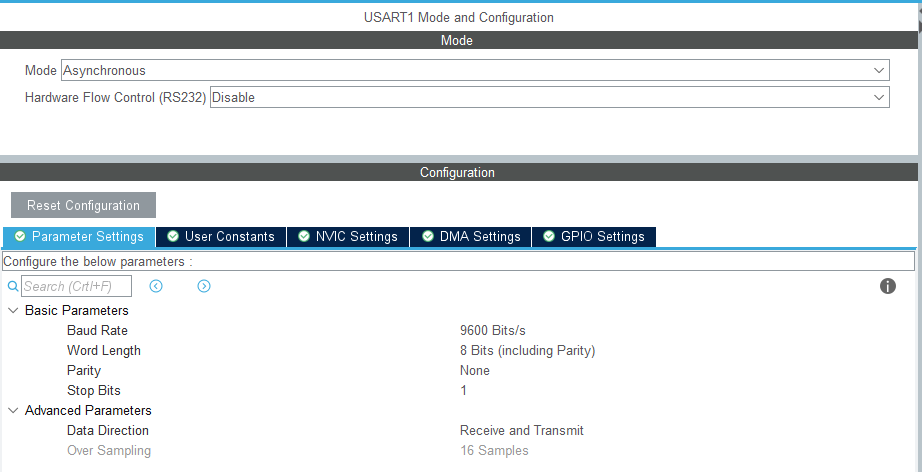 USART1 Mode and Configuration
Mode
Mode Asynchronous
Hardware Flow Control (RS232) Disable
Configuration
Reset Configuration
Parameter Settings User Constants NVIC Settings DMA Settings GPIO Settings
Configure the below parameters :
Search (Crtl+F)
Basic Parameters
Baud Rate 9600 Bits/s
Word Length 8 Bits (including Parity)
Parity None
Stop Bits 1
Advanced Parameters
Data Direction Receive and Transmit
Over Sampling 16 Samples